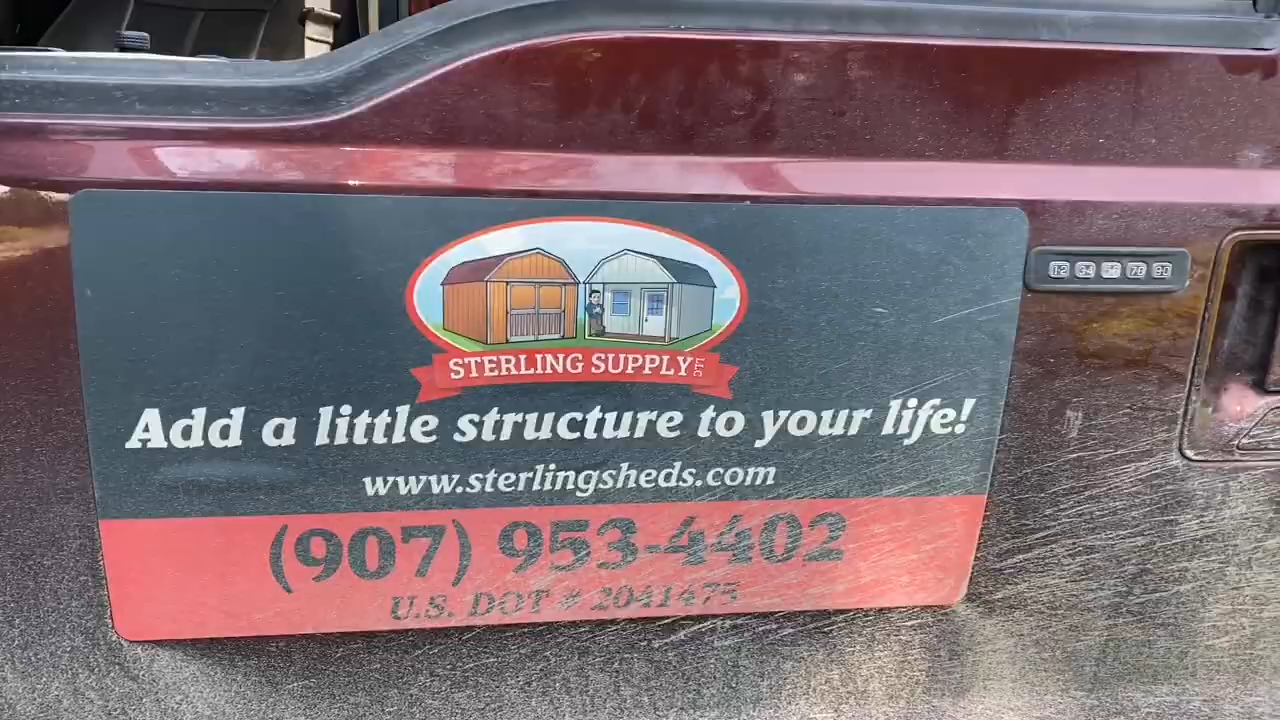 STERLING SUPPLY LLC
Add a little structure to your life!
www.sterlingsheds.com
(907) 953-4402
U.S. DOT # 2041475
12 34 56 78 90